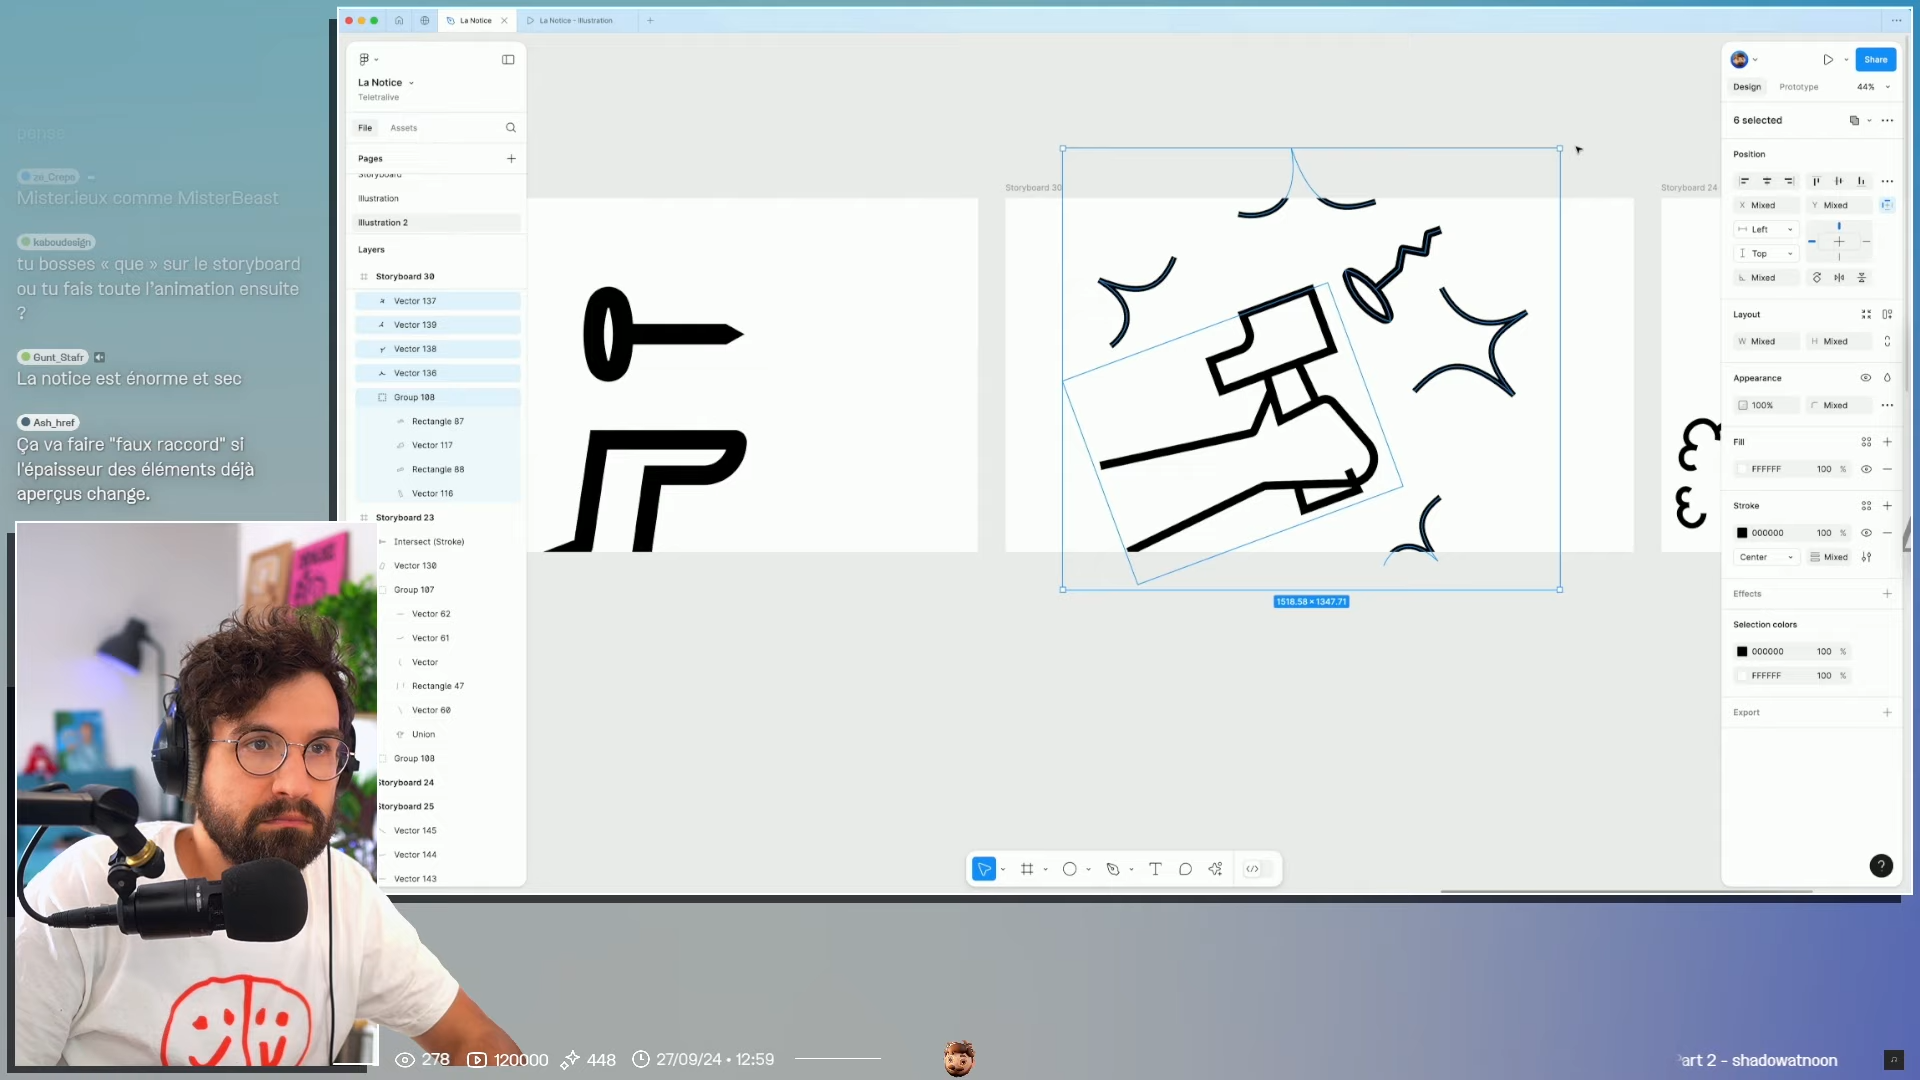 pense
zé_Crepe
Mister.ieux comme MisterBeast
kaboudesign
tu bosses « que » sur le storyboard
ou tu fais toute l'animation ensuite
?
Gunt_Stafr
La notice est énorme et sec
Ash_href
Ça va faire "faux raccord" si
l'épaisseur des éléments déjà
aperçus change.
La Notice
La Notice - Illustration
La Notice
Teletralive
File
Assets
Pages
Storyboard
Illustration
Illustration 2
Layers
Storyboard 30
Vector 137
Vector 139
Vector 138
Vector 136
Group 108
Rectangle 87
Vector 117
Rectangle 88
Vector 116
Storyboard 23
Intersect (Stroke)
Vector 130
Group 107
Vector 62
Vector 61
Vector
Rectangle 47
Vector 60
Union
Group 108
Storyboard 24
Storyboard 25
Vector 145
Vector 144
Vector 143
Storyboard 30
Storyboard 24
1518.58 × 1347.71
Share
Design
Prototype
44%
6 selected
Position
X Mixed
Y Mixed
Left
Top
Mixed
Layout
W Mixed
H Mixed
Appearance
100%
Mixed
Fill
FFFFFF 100 %
Stroke
000000 100 %
Center
Mixed
Effects
Selection colors
000000 100 %
FFFFFF 100 %
Export
?
278
120000
448
27/09/24 • 12:59
art 2 - shadowatnoon